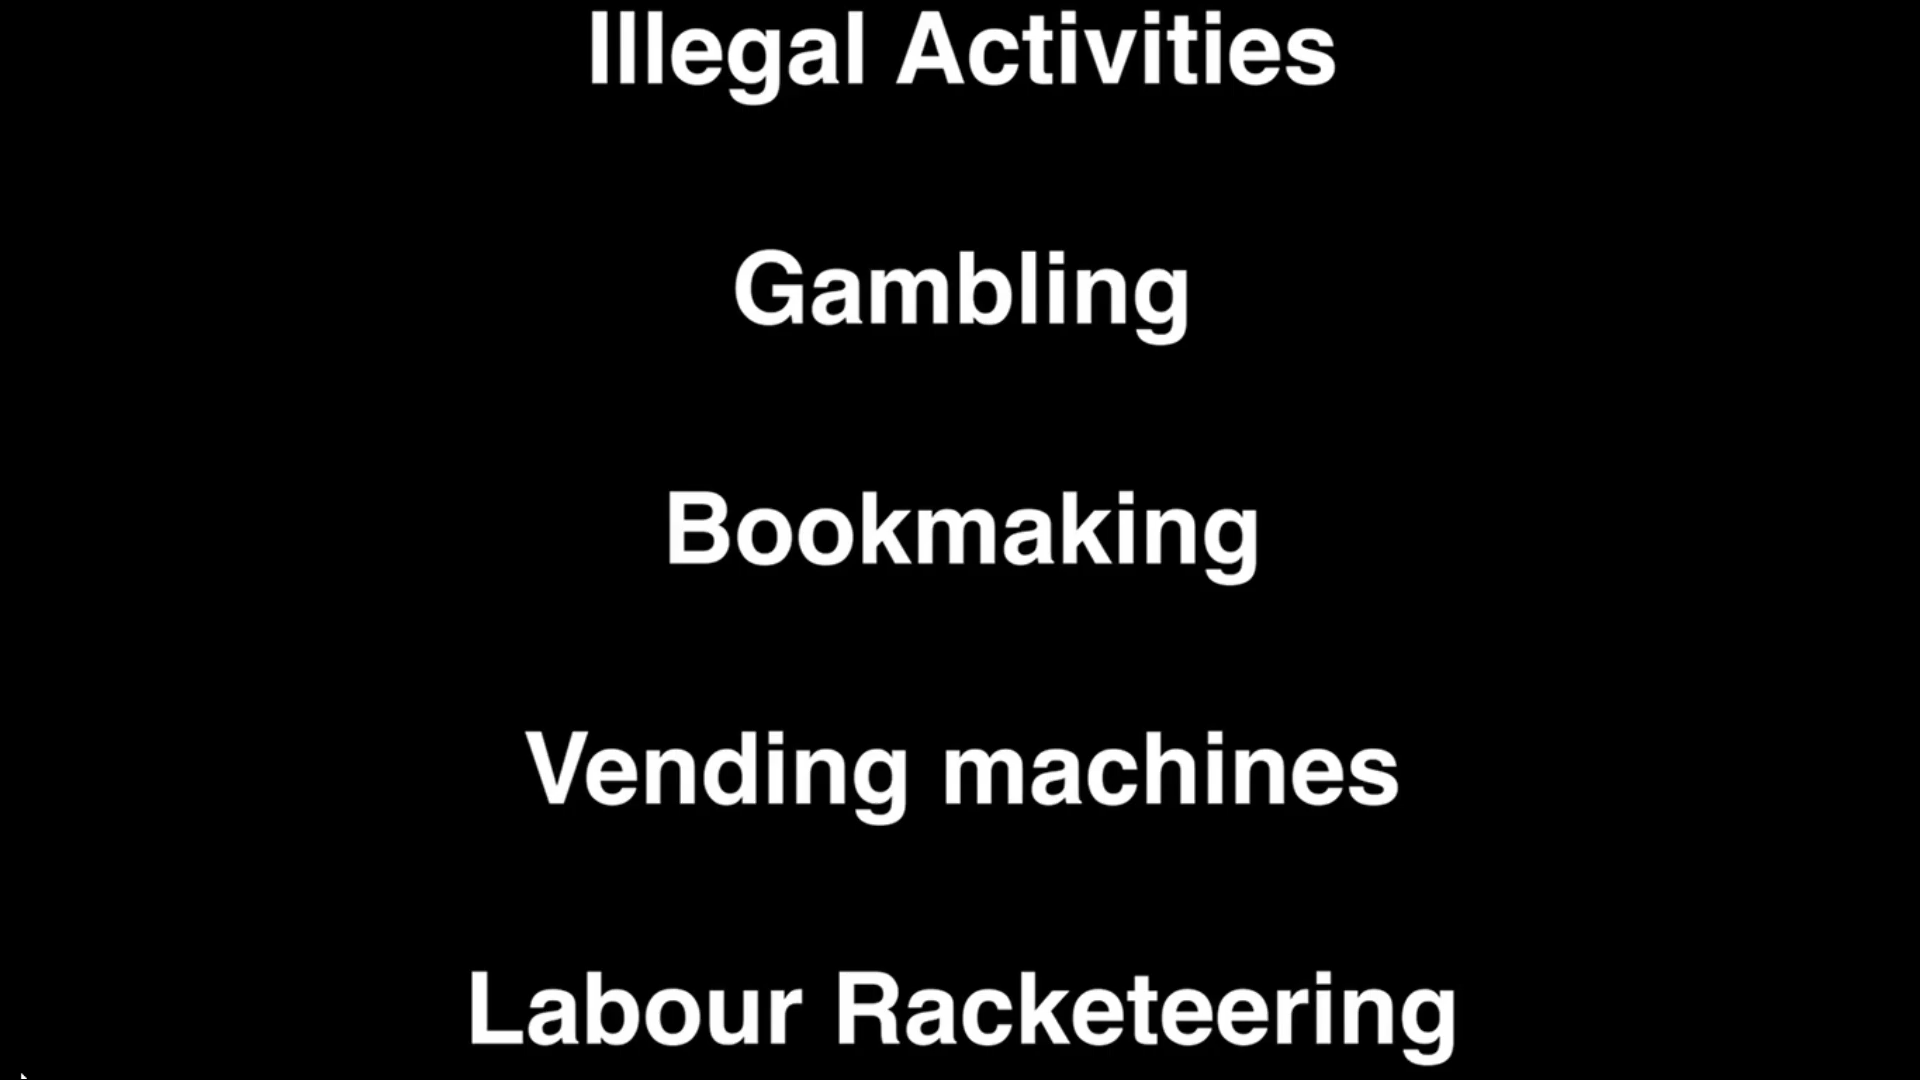 Illegal Activities
Gambling
Bookmaking
Vending machines
Labour Racketeering